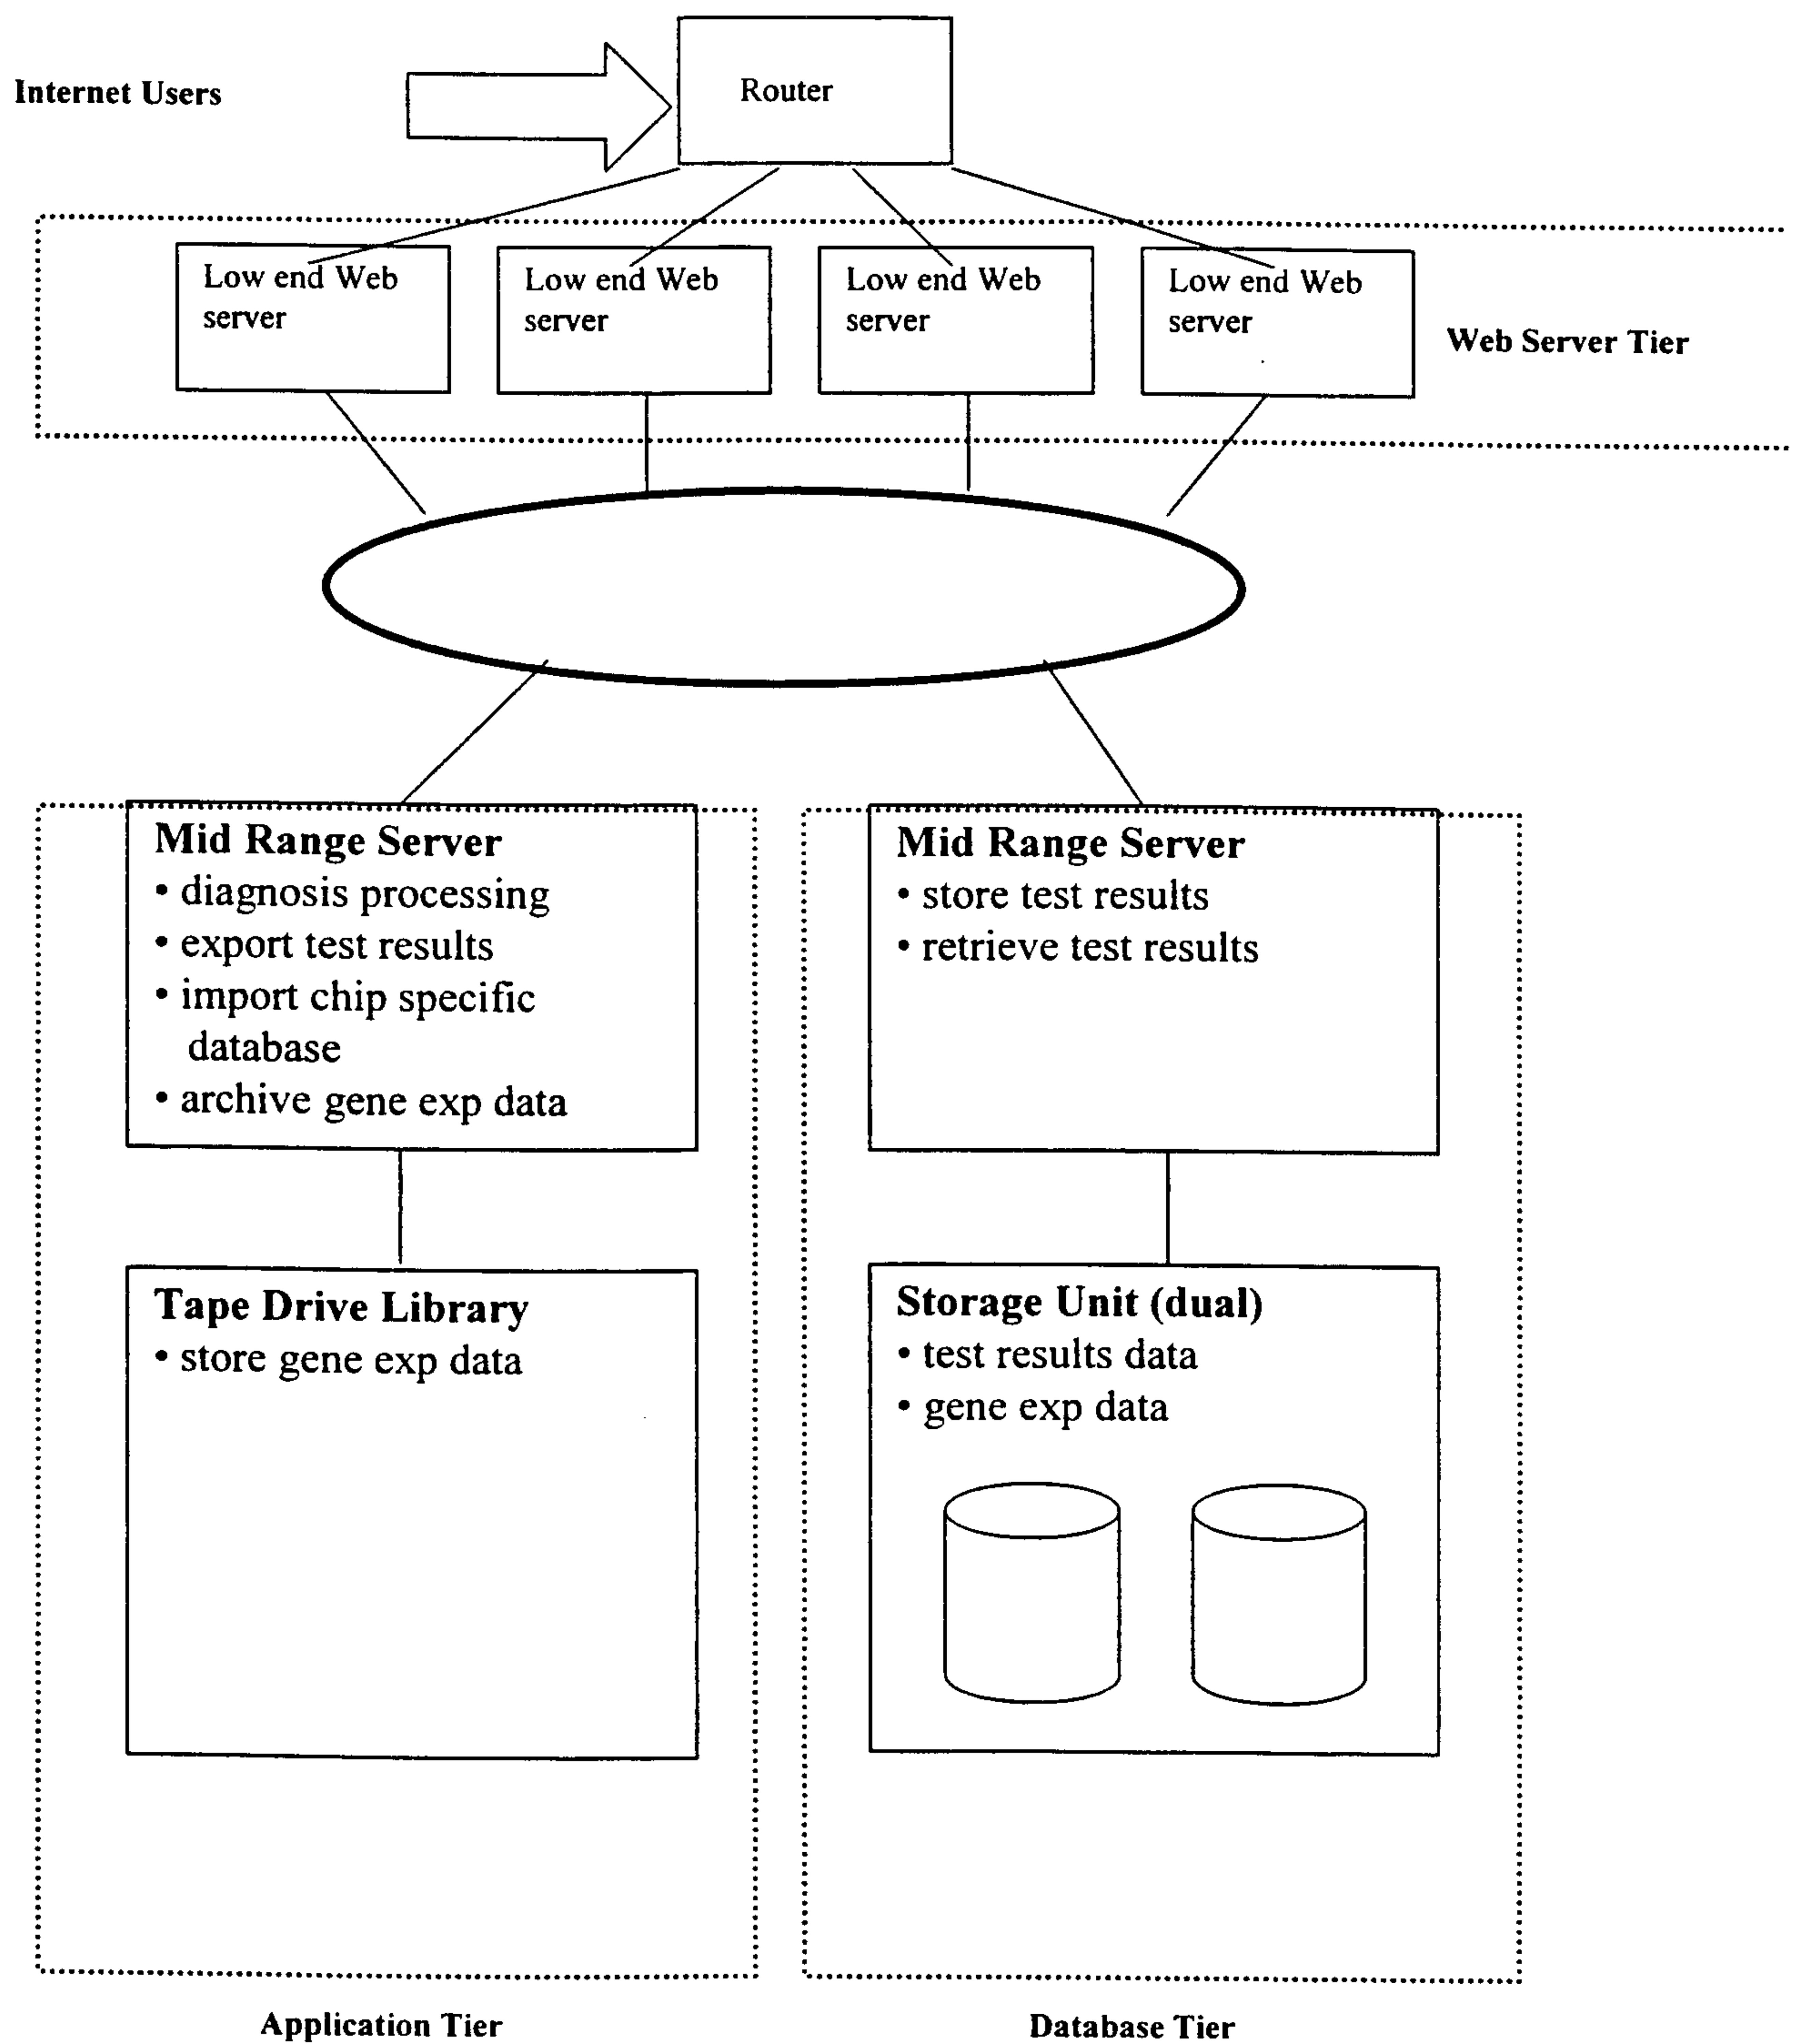 Internet Users
Router
Low end Web
server
Low end Web
server
Low end Web
server
Low end Web
server
Web Server Tier
Mid Range Server
• diagnosis processing
• export test results
• import chip specific
database
• archive gene exp data
Mid Range Server
• store test results
• retrieve test results
Tape Drive Library
• store gene exp data
Storage Unit (dual)
• test results data
• gene exp data
Application Tier
Database Tier